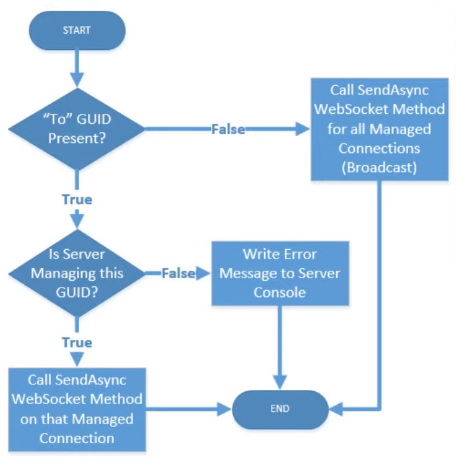 START
“To” GUID
Present?
False
Call SendAsync
WebSocket Method
for all Managed
Connections
(Broadcast)
True
Is Server
Managing this
GUID?
False
Write Error
Message to Server
Console
True
Call SendAsync
WebSocket Method
on that Managed
Connection
END